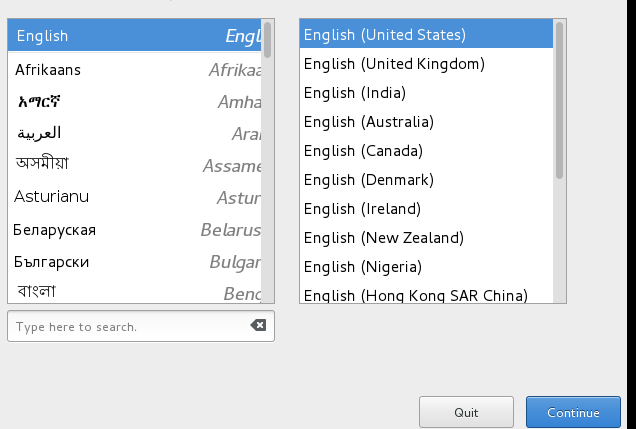 English Engl
Afrikaans Afrikaa
አማርኛ Amha
العربية Aral
অসমীয়া Assame
Asturianu Astur
Беларуская Belarus
Български Bulgar
বাংলা Beng
Type here to search.
English (United States)
English (United Kingdom)
English (India)
English (Australia)
English (Canada)
English (Denmark)
English (Ireland)
English (New Zealand)
English (Nigeria)
English (Hong Kong SAR China)
Quit
Continue